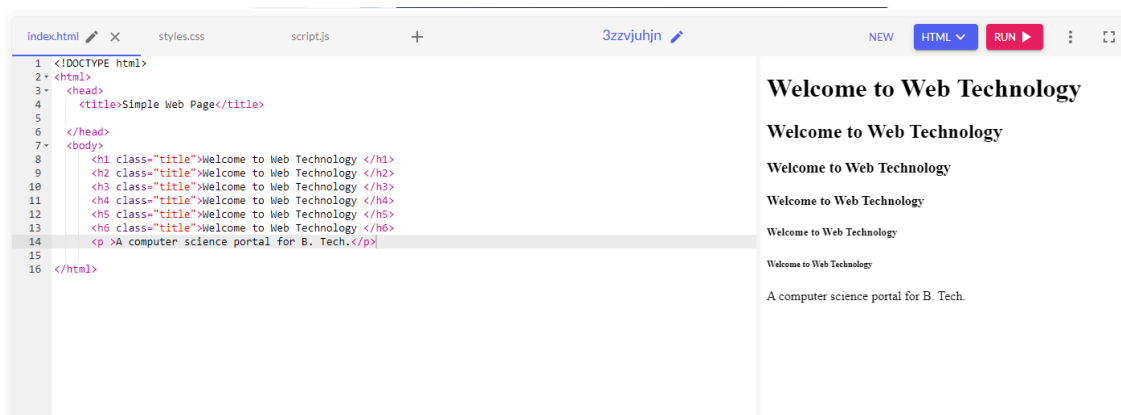 index.html styles.css script.js + 3zzvjuhjn NEW HTML RUN
1 <!DOCTYPE html>
2 <html>
3 <head>
4 <title>Simple Web Page</title>
5
6 </head>
7 <body>
8 <h1 class="title">Welcome to Web Technology </h1>
9 <h2 class="title">Welcome to Web Technology </h2>
10 <h3 class="title">Welcome to Web Technology </h3>
11 <h4 class="title">Welcome to Web Technology </h4>
12 <h5 class="title">Welcome to Web Technology </h5>
13 <h6 class="title">Welcome to Web Technology </h6>
14 <p >A computer science portal for B. Tech.</p>
15
16 </html>
Welcome to Web Technology
Welcome to Web Technology
Welcome to Web Technology
Welcome to Web Technology
Welcome to Web Technology
Welcome to Web Technology
A computer science portal for B. Tech.